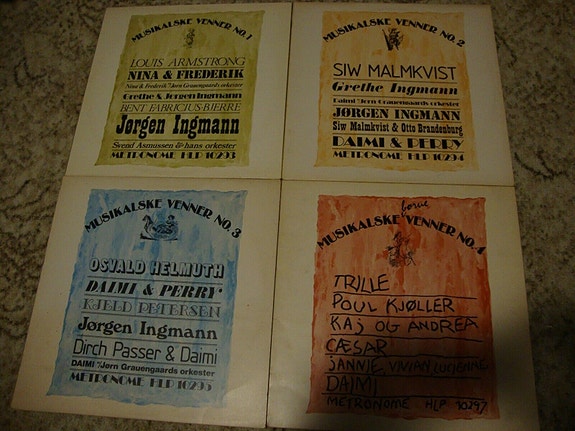 MUSIKALSKE VENNER NO. 1
LOUIS ARMSTRONG
NINA & FREDERIK
Nina & Frederik m/Jørn Grauengaards orkester
Grethe & Jørgen Ingmann
BENT FABRICIUS-BJERRE
Jørgen Ingmann
Svend Asmussen & hans orkester
METRONOME HLP 10293
MUSIKALSKE VENNER NO. 2
SIW MALMKVIST
Grethe Ingmann
Daimi m/Jørn Grauengaards orkester
JØRGEN INGMANN
Siw Malmkvist & Otto Brandenburg
DAIMI & PERRY
METRONOME HLP 10294
MUSIKALSKE VENNER NO. 3
OSVALD HELMUTH
DAIMI & PERRY
KJELD PETERSEN
Jørgen Ingmann
Dirch Passer & Daimi
DAIMI m/Jørn Grauengaards orkester
METRONOME HLP 10295
børne
MUSIKALSKE VENNER NO. 4
TRILLE
POUL KJØLLER
KAJ OG ANDREA
CÆSAR
JANNIE, VIVIAN, LUCIENNE
DAIMI
METRONOME HLP 10297